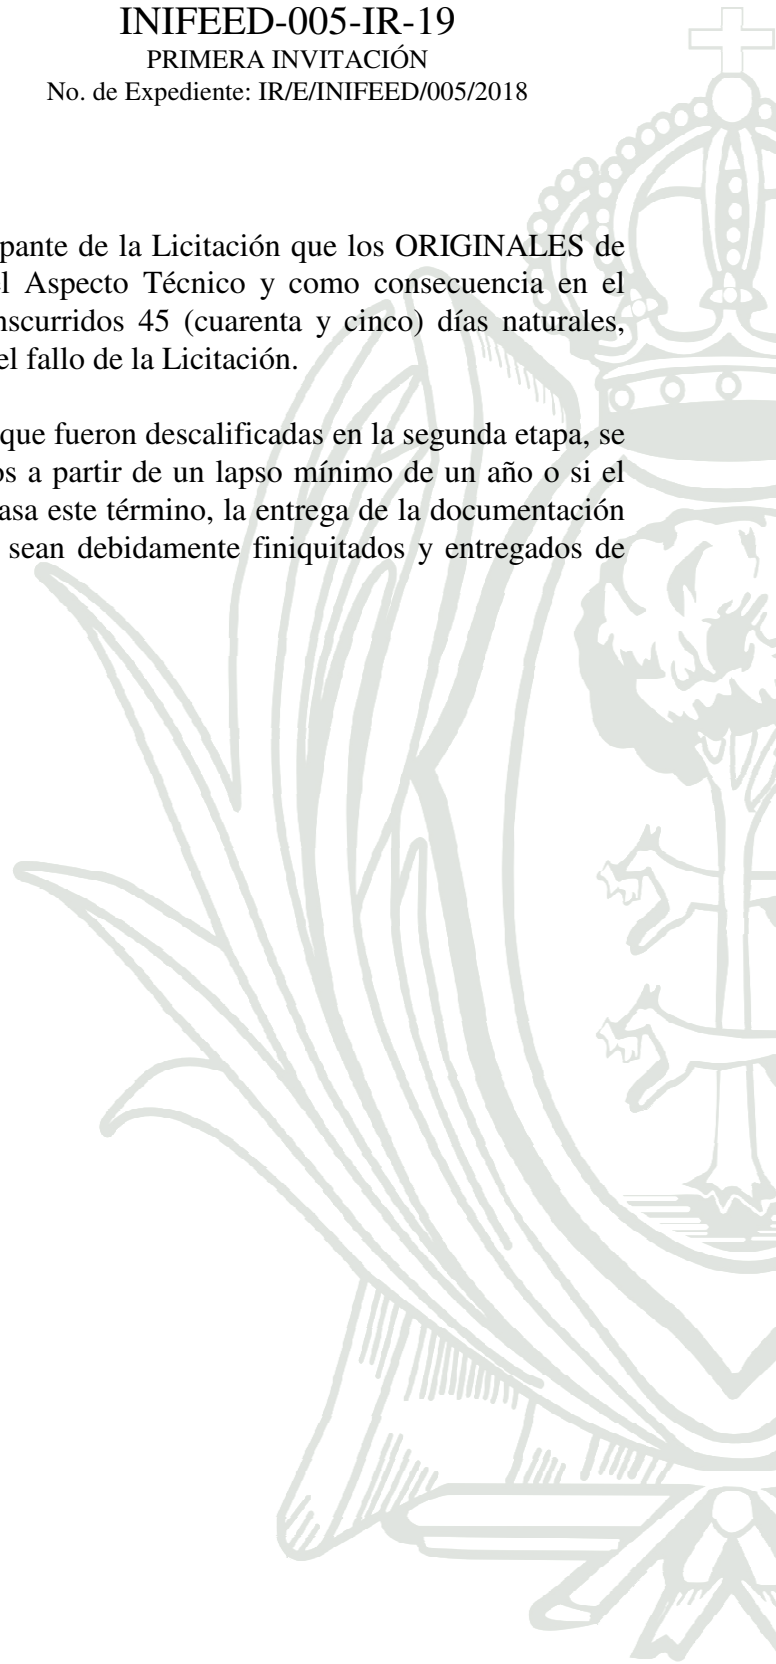 INIFEED-005-IR-19
PRIMERA INVITACIÓN
No. de Expediente: IR/E/INIFEED/005/2018
pante de la Licitación que los ORIGINALES de
l Aspecto Técnico y como consecuencia en el
nscurridos 45 (cuarenta y cinco) días naturales,
el fallo de la Licitación.
que fueron descalificadas en la segunda etapa, se
os a partir de un lapso mínimo de un año o si el
asa este término, la entrega de la documentación
sean debidamente finiquitados y entregados de